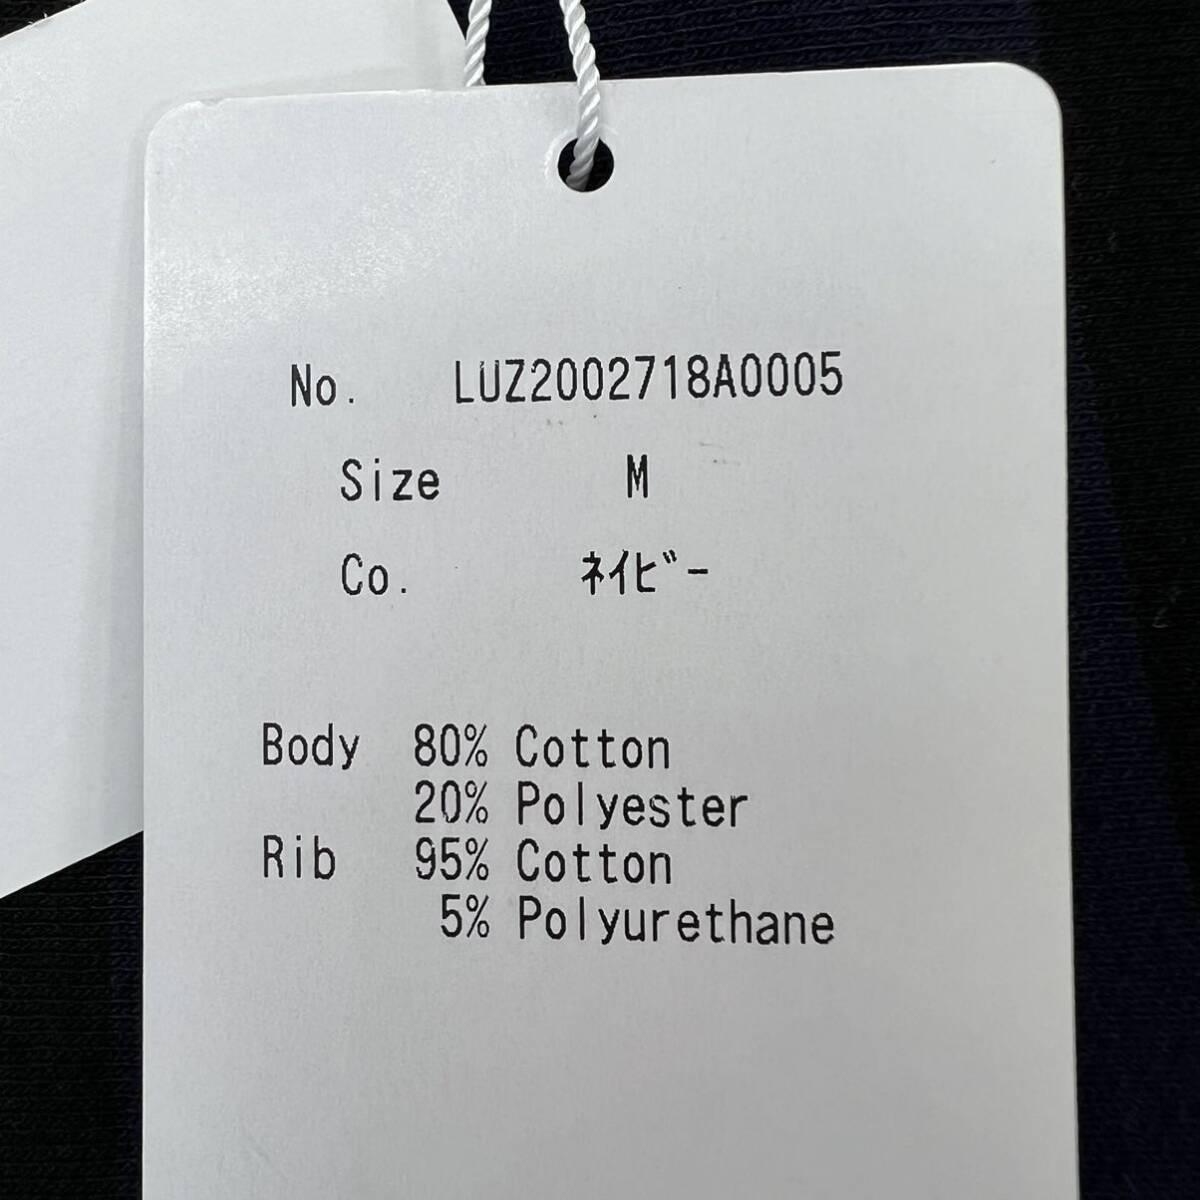 No. LUZ2002718A0005
Size M
Co. ﾈｲﾋﾞｰ
Body 80% Cotton
20% Polyester
Rib 95% Cotton
5% Polyurethane